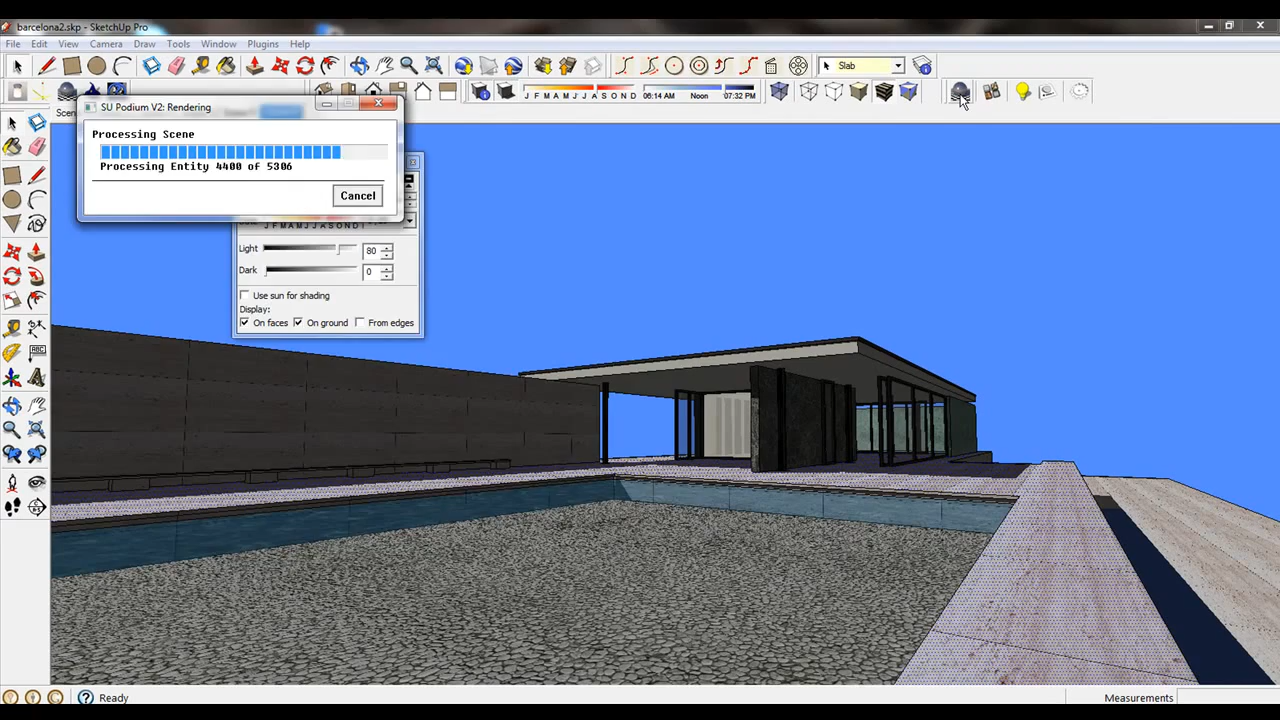 barcelona2.skp - SketchUp Pro
File Edit View Camera Draw Tools Window Plugins Help
Slab
J F M A M J J A S O N D 06:14 AM Noon 07:32 PM
SU Podium V2: Rendering
Processing Scene
Processing Entity 4400 of 5306
Cancel
J F M A M J J A S O N D
Light 80
Dark 0
Use sun for shading
Display:
On faces On ground From edges
ABC
Ready
Measurements